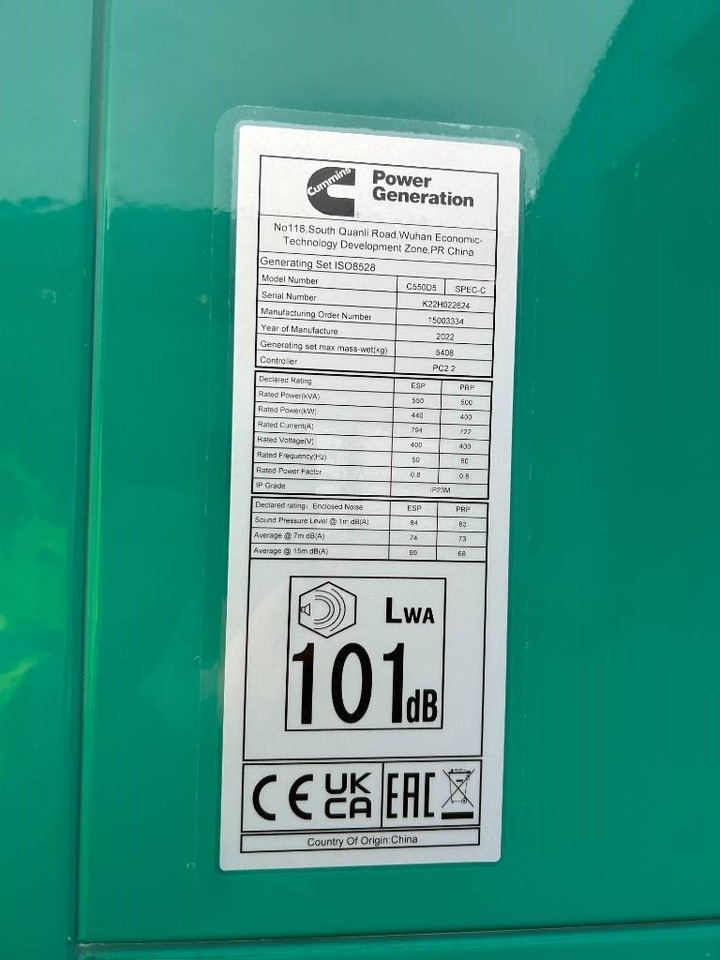 Cummins
Power
Generation
No118,South Quanli Road,Wuhan Economic-
Technology Development Zone,PR China
Generating Set ISO8528
Model Number C550D5 SPEC-C
Serial Number K22H022624
Manufacturing Order Number 15003334
Year of Manufacture 2022
Generating set max mass-wet(kg) 5408
Controller PC2.2
Declared Rating ESP PRP
Rated Power(kVA) 550 500
Rated Power(kW) 440 400
Rated Current(A) 794 722
Rated Voltage(V) 400 400
Rated Frequency(Hz) 50 50
Rated Power Factor 0.8 0.8
IP Grade IP23M
Declared rating: Enclosed Noise ESP PRP
Sound Pressure Level @ 1m dB(A) 84 83
Average @ 7m dB(A) 74 73
Average @ 15m dB(A) 69 68
LWA
101dB
CE UK CA EAC
Country Of Origin:China